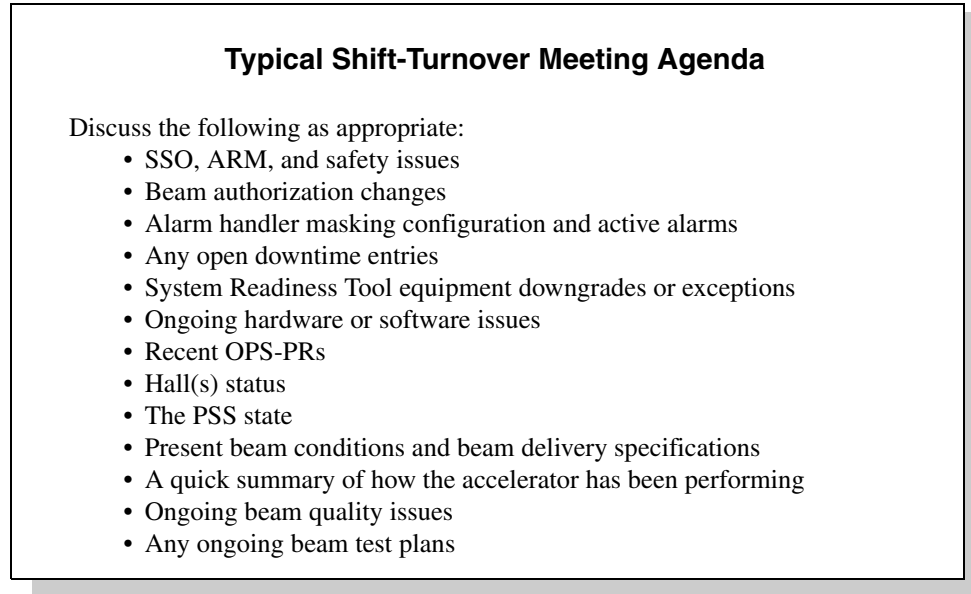 Typical Shift-Turnover Meeting Agenda
Discuss the following as appropriate:
• SSO, ARM, and safety issues
• Beam authorization changes
• Alarm handler masking configuration and active alarms
• Any open downtime entries
• System Readiness Tool equipment downgrades or exceptions
• Ongoing hardware or software issues
• Recent OPS-PRs
• Hall(s) status
• The PSS state
• Present beam conditions and beam delivery specifications
• A quick summary of how the accelerator has been performing
• Ongoing beam quality issues
• Any ongoing beam test plans